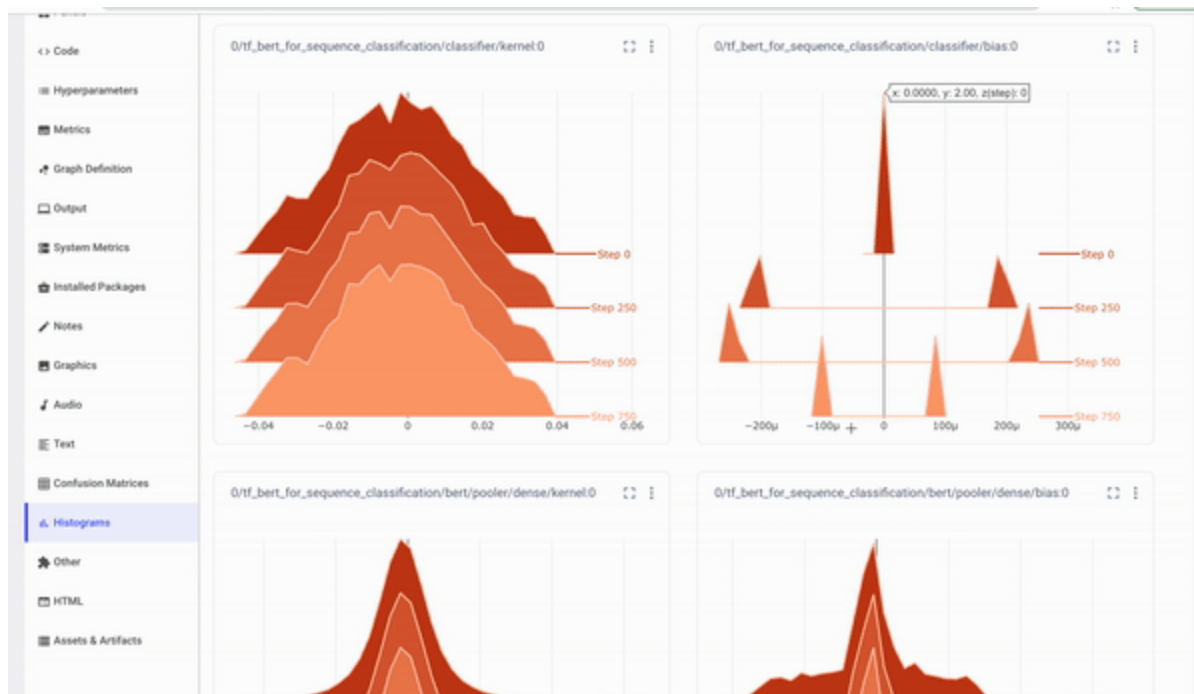 Code
Hyperparameters
Metrics
Graph Definition
Output
System Metrics
Installed Packages
Notes
Graphics
Audio
Text
Confusion Matrices
Histograms
Other
HTML
Assets & Artifacts
0/tf_bert_for_sequence_classification/classifier/kernel:0
Step 0
Step 250
Step 500
Step 750
−0.04 −0.02 0 0.02 0.04 0.06
0/tf_bert_for_sequence_classification/classifier/bias:0
x: 0.0000, y: 2.00, z(step): 0
Step 0
Step 250
Step 500
Step 750
−200μ −100μ 0 100μ 200μ 300μ
0/tf_bert_for_sequence_classification/bert/pooler/dense/kernel:0
0/tf_bert_for_sequence_classification/bert/pooler/dense/bias:0